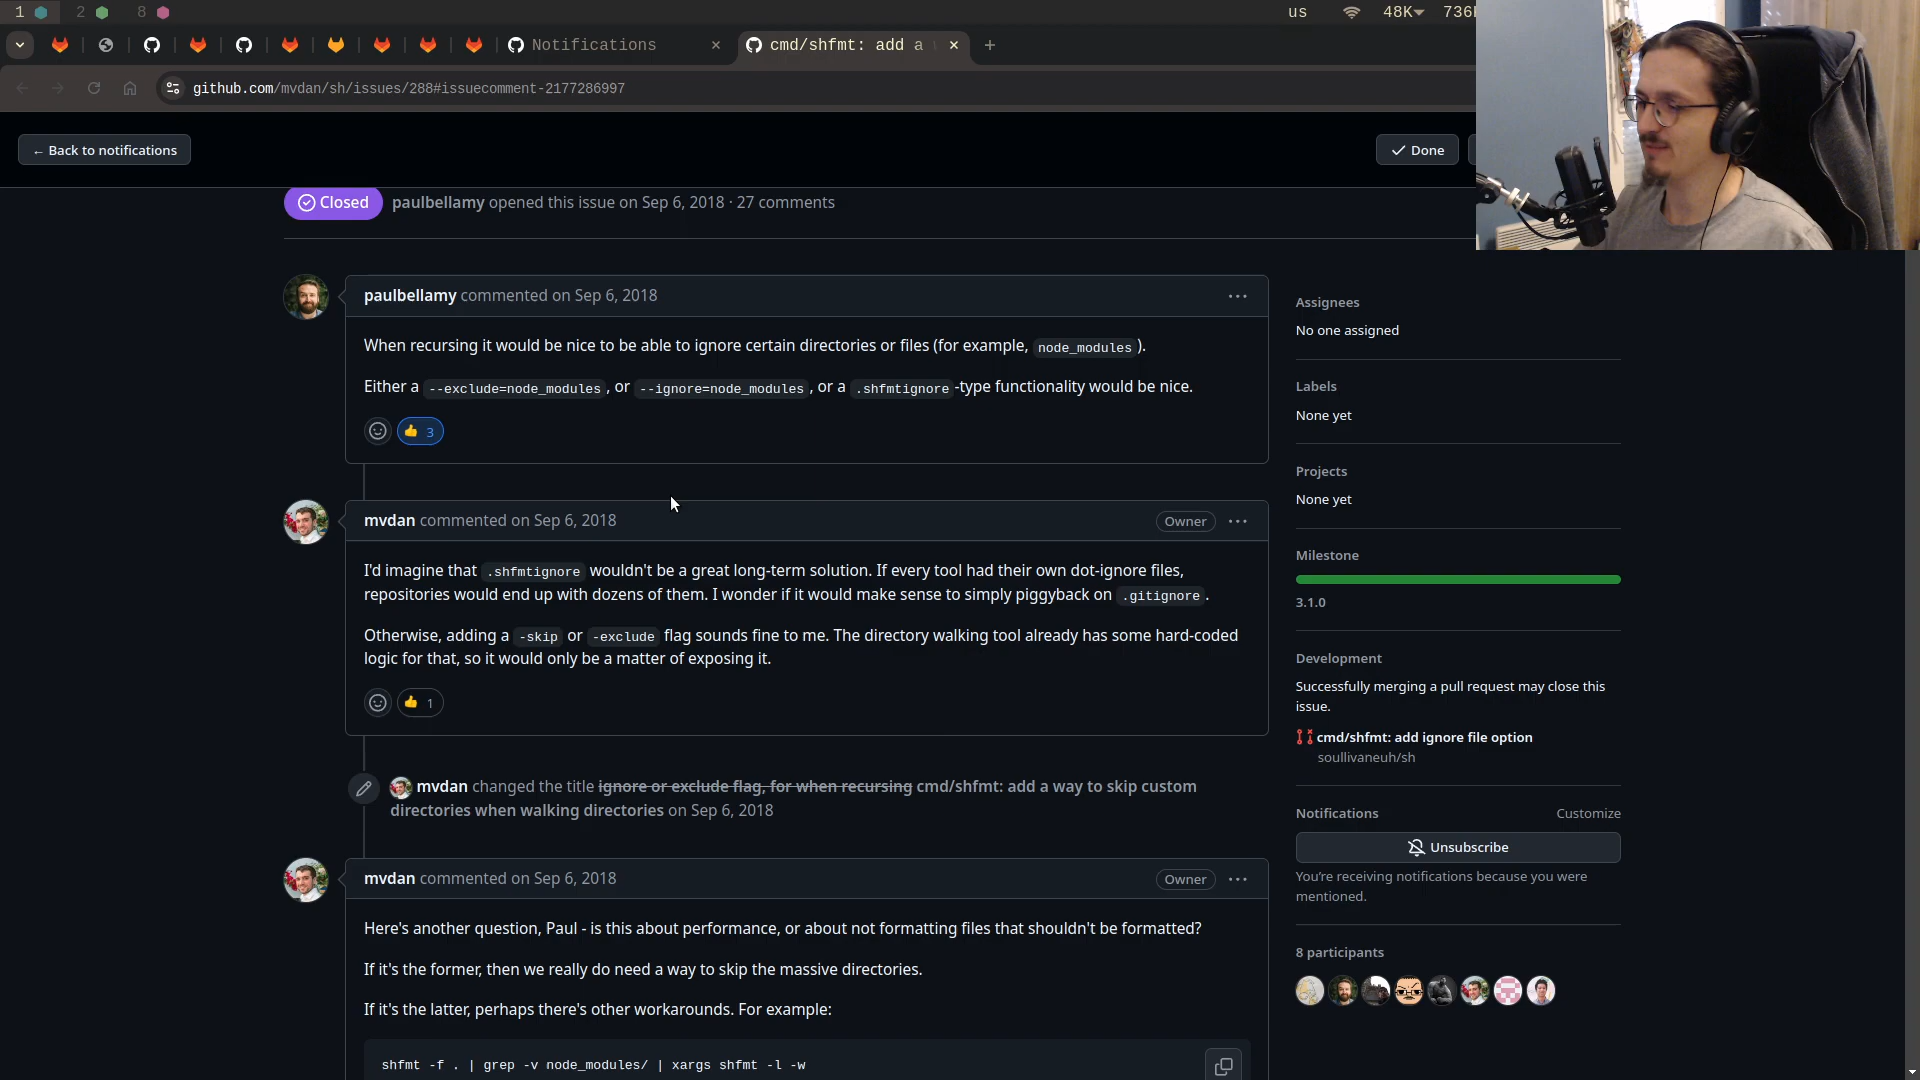 1 2 8 us 48K 736K
Notifications × cmd/shfmt: add a × +
github.com/mvdan/sh/issues/288#issuecomment-2177286997
← Back to notifications Done
Closed paulbellamy opened this issue on Sep 6, 2018 · 27 comments
paulbellamy commented on Sep 6, 2018
When recursing it would be nice to be able to ignore certain directories or files (for example, node_modules).
Either a --exclude=node_modules, or --ignore=node_modules, or a .shfmtignore-type functionality would be nice.
3
mvdan commented on Sep 6, 2018 Owner
I'd imagine that .shfmtignore wouldn't be a great long-term solution. If every tool had their own dot-ignore files,
repositories would end up with dozens of them. I wonder if it would make sense to simply piggyback on .gitignore.
Otherwise, adding a -skip or -exclude flag sounds fine to me. The directory walking tool already has some hard-coded
logic for that, so it would only be a matter of exposing it.
1
mvdan changed the title ignore or exclude flag, for when recursing cmd/shfmt: add a way to skip custom
directories when walking directories on Sep 6, 2018
mvdan commented on Sep 6, 2018 Owner
Here's another question, Paul - is this about performance, or about not formatting files that shouldn't be formatted?
If it's the former, then we really do need a way to skip the massive directories.
If it's the latter, perhaps there's other workarounds. For example:
shfmt -f . | grep -v node_modules/ | xargs shfmt -l -w
Assignees
No one assigned
Labels
None yet
Projects
None yet
Milestone
3.1.0
Development
Successfully merging a pull request may close this
issue.
cmd/shfmt: add ignore file option
soullivaneuh/sh
Notifications Customize
Unsubscribe
You're receiving notifications because you were
mentioned.
8 participants